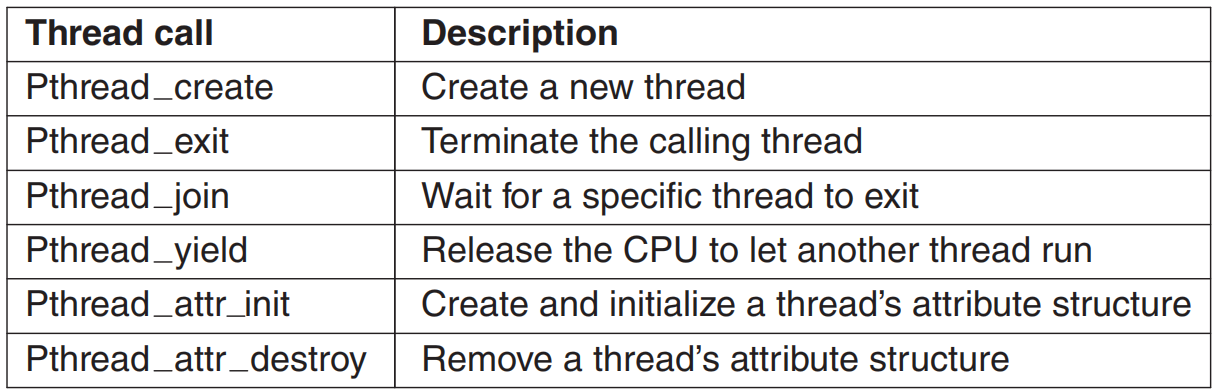 Thread call Description
Pthread_create Create a new thread
Pthread_exit Terminate the calling thread
Pthread_join Wait for a specific thread to exit
Pthread_yield Release the CPU to let another thread run
Pthread_attr_init Create and initialize a thread’s attribute structure
Pthread_attr_destroy Remove a thread’s attribute structure